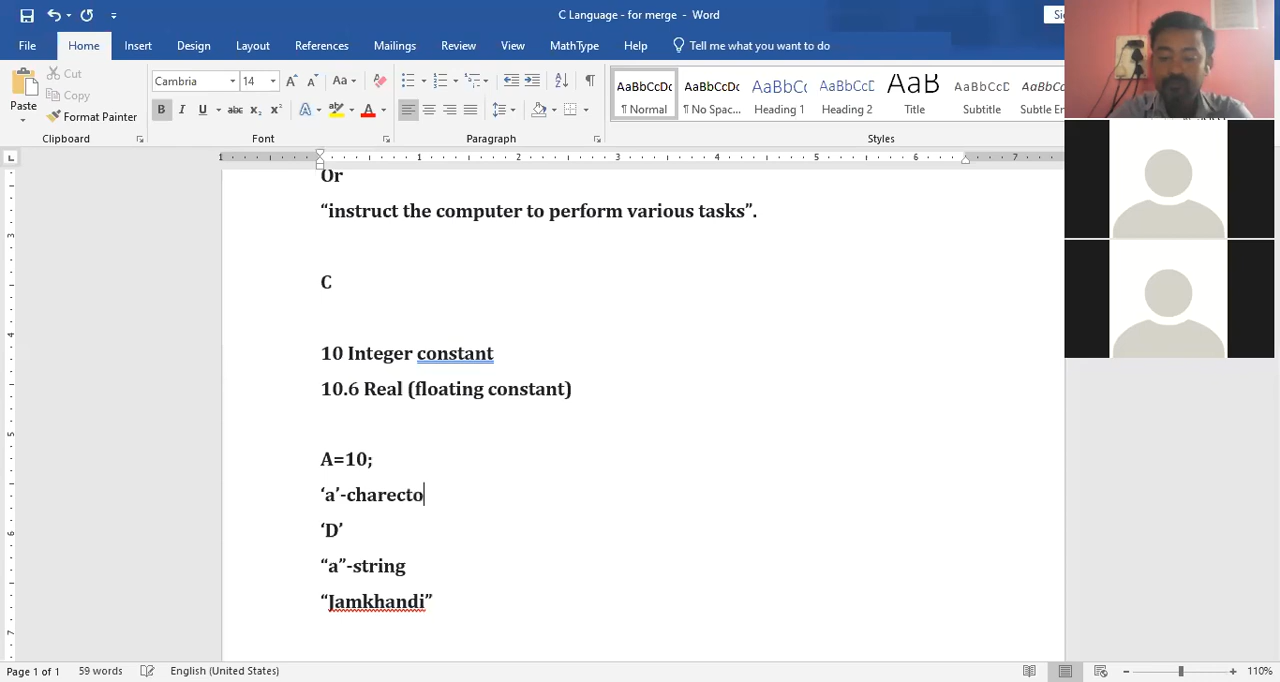 C Language - for merge - Word
File Home Insert Design Layout References Mailings Review View MathType Help Tell me what you want to do
Paste
Cut
Copy
Format Painter
Clipboard
Cambria 14
Font
Paragraph
AaBbCcDc AaBbCcDc AaBbCc AaBbCcD AaB AaBbCcD
¶ Normal ¶ No Spac... Heading 1 Heading 2 Title Subtitle Subtle Em
Styles
Or
“instruct the computer to perform various tasks”.
C
10 Integer constant
10.6 Real (floating constant)
A=10;
‘a’-charecto
‘D’
“a”-string
“Jamkhandi”
Page 1 of 1 59 words English (United States) 110%